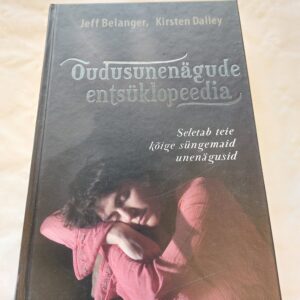 Jeff Belanger, Kirsten Dalley
Õudusunenägude
entsüklopeedia
Seletab teie
kõige süngemaid
unenägusid